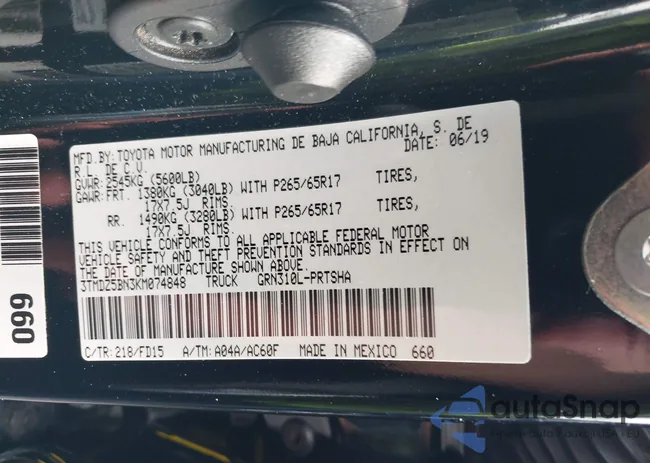 MFD.BY:TOYOTA MOTOR MANUFACTURING DE BAJA CALIFORNIA, S. DE
R.L. DE C.V. DATE: 06/19
GVWR:2545KG (5600LB)
GAWR:FRT. 1380KG (3040LB) WITH P265/65R17 TIRES,
17X7.5J RIMS.
RR. 1490KG (3280LB) WITH P265/65R17 TIRES,
17X7.5J RIMS.
THIS VEHICLE CONFORMS TO ALL APPLICABLE FEDERAL MOTOR
VEHICLE SAFETY AND THEFT PREVENTION STANDARDS IN EFFECT ON
THE DATE OF MANUFACTURE SHOWN ABOVE.
3TMDZ5BN3KM074848 TRUCK GRN310L-PRTSHA
C/TR:218/FD15 A/TM:A04A/AC60F MADE IN MEXICO 660
099
autoSnap